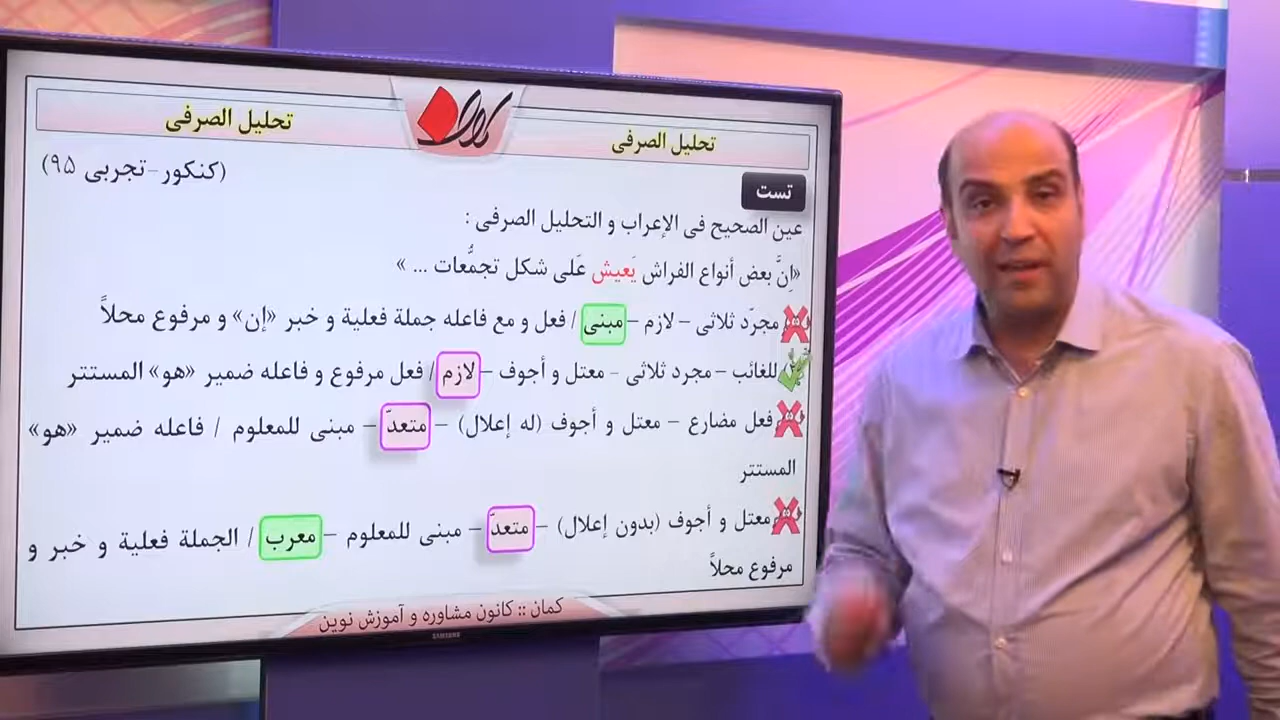 تحلیل الصرفی
تحلیل الصرفی
(کنکور - تجربی ۹۵)
تست
عین الصحیح فی الإعراب و التحلیل الصرفی :
«إِنَّ بعض أنواع الفراش یَعیش عَلی شکل تجمُّعات ... »
مجرّد ثلاثی – لازم – مبنی / فعل و مع فاعله جملة فعلیة و خبر «إن» و مرفوع محلاً
للغائب – مجرد ثلاثی - معتل و أجوف – لازم / فعل مرفوع و فاعله ضمیر «هو» المستتر
فعل مضارع – معتل و أجوف (له إعلال) – متعدّ – مبنی للمعلوم / فاعله ضمیر «هو»
المستتر
معتل و أجوف (بدون إعلال) – متعدّ – مبنی للمعلوم – معرب / الجملة فعلیة و خبر و
مرفوع محلاً
کمان :: کانون مشاوره و آموزش نوین
SAMSUNG